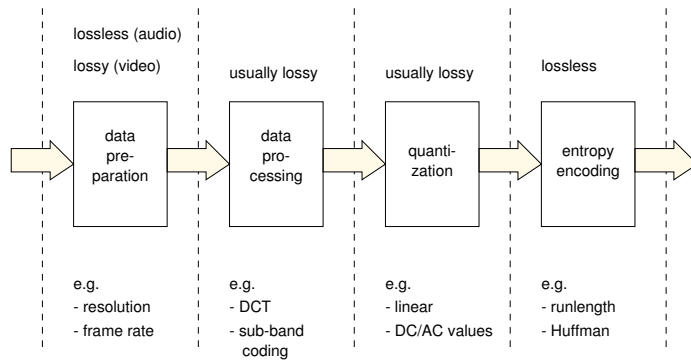 lossless (audio)
lossy (video)
usually lossy
usually lossy
lossless
data
pre-
paration
data
pro-
cessing
quanti-
zation
entropy
encoding
e.g.
- resolution
- frame rate
e.g.
- DCT
- sub-band
coding
e.g.
- linear
- DC/AC values
e.g.
- runlength
- Huffman